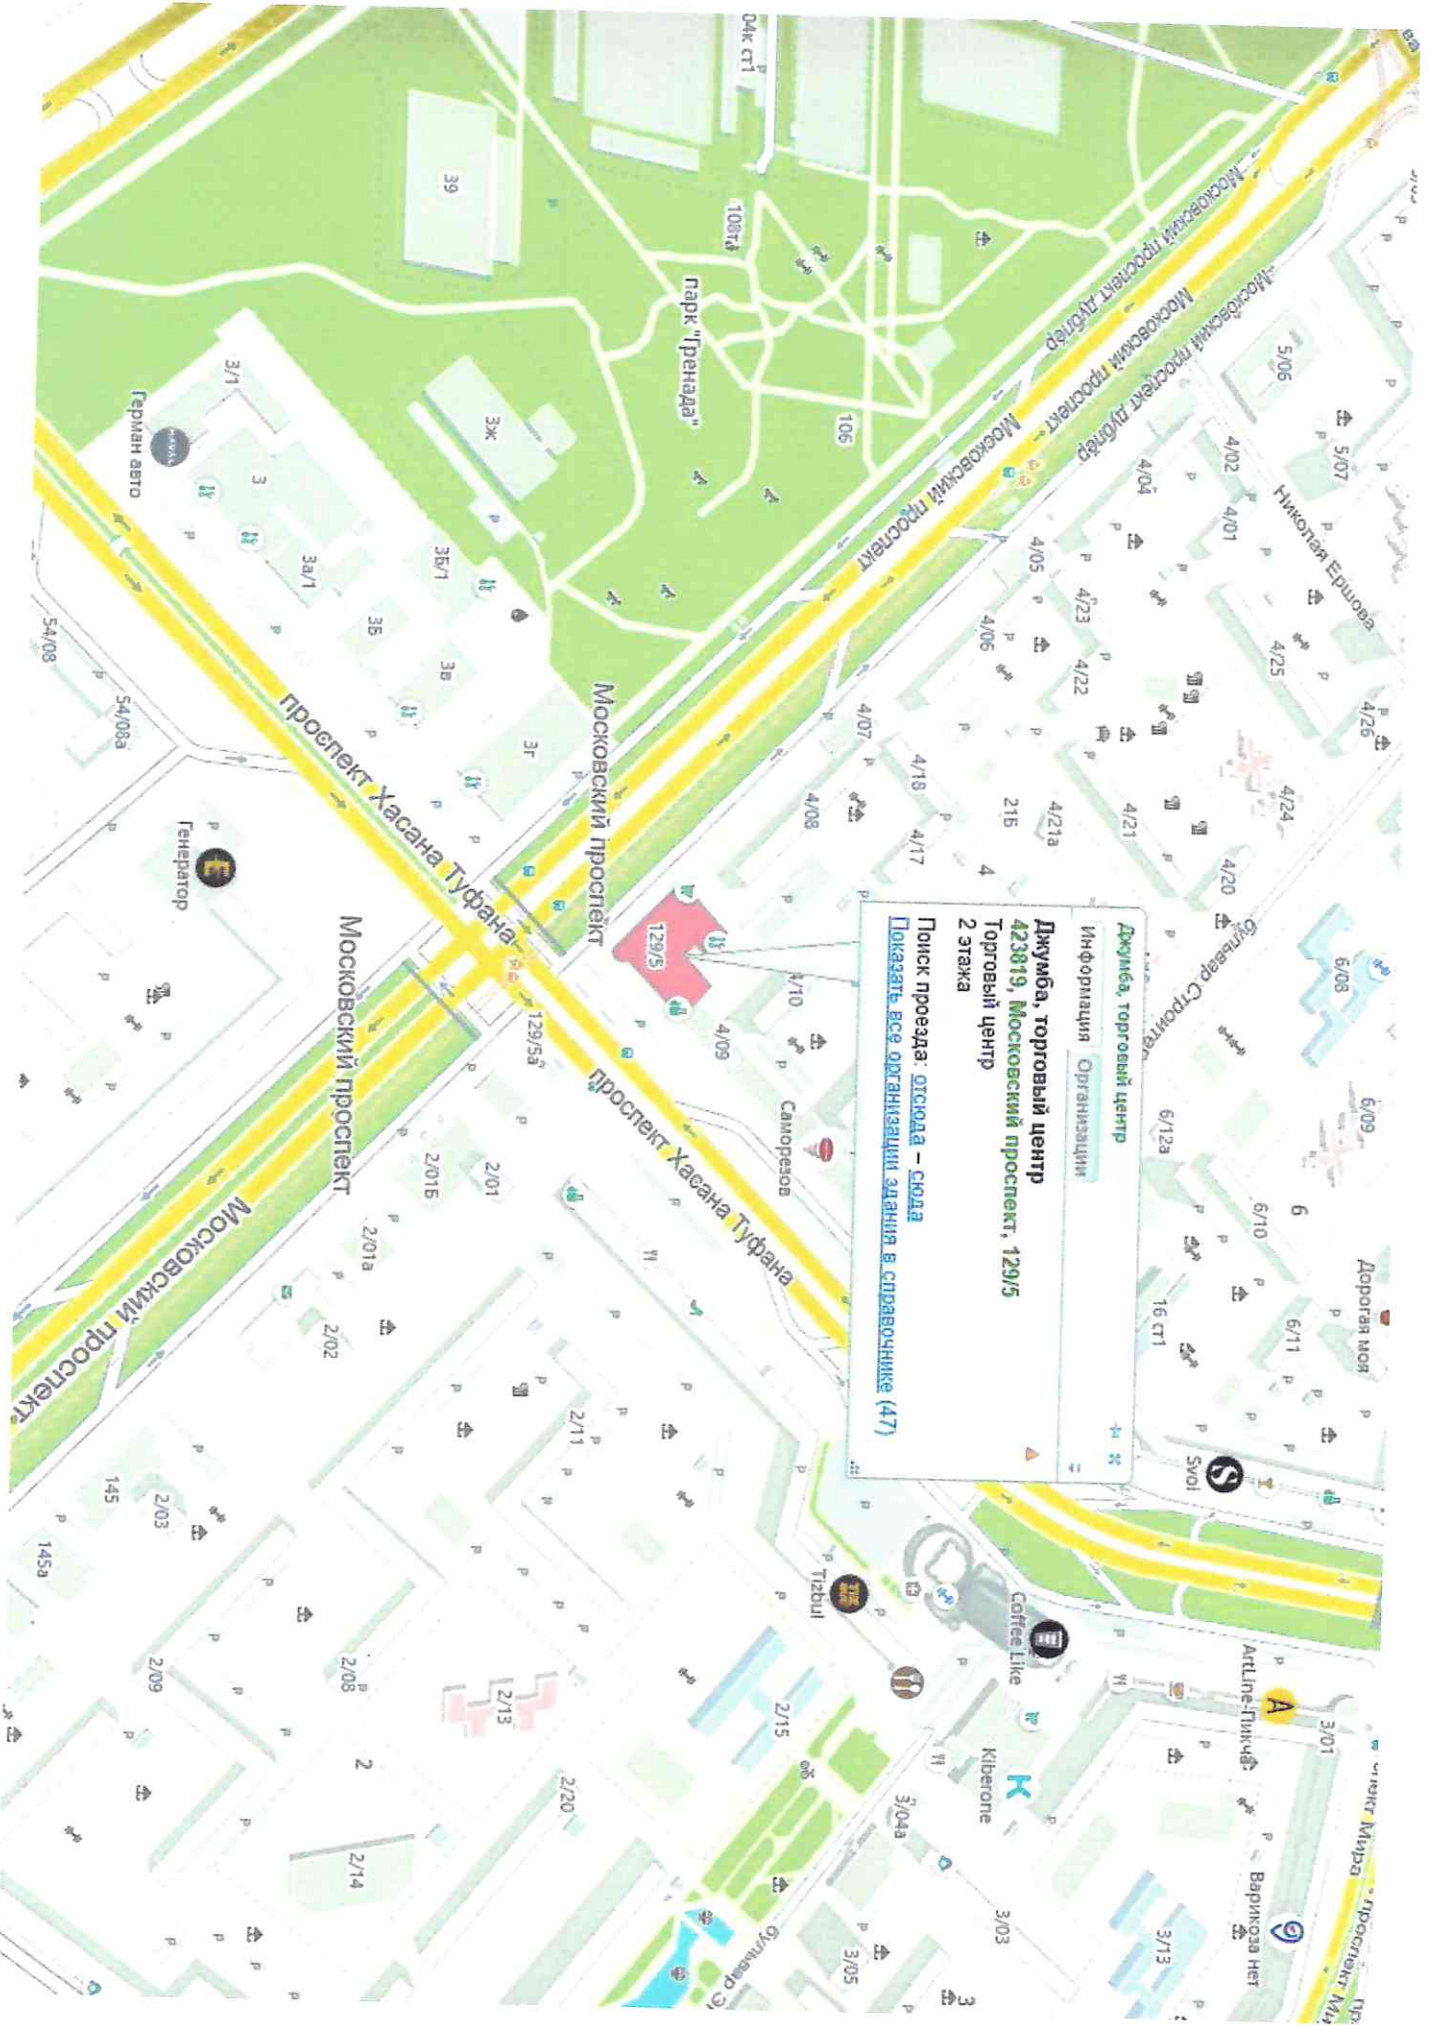 Джумба, торговый центр
Информация Организации
Джумба, торговый центр
423819, Московский проспект, 129/5
Торговый центр
2 этажа
Поиск проезда: отсюда – сюда
Показать все организации здания в справочнике (47)
Московский проспект дублёр
Московский проспект
Московский проспект дублёр
Московский проспект
Московский проспект
Московский проспект
Московский проспект
проспект Хасана Туфана
проспект Хасана Туфана
Николая Ершова
парк "Гренада"
Герман авто
HAVAL
Генератор
Саморезов
Дорогая моя
Svoi
Coffee Like
Tizbul
Kiberone
ArtLine-Пикча
Варикоза нет
бульвар
04к ст1
39
108т
106
3/1
3
3ж
3а/1
3Б/1
3Б
3в
3г
54/08
54/08а
5/06
5/07
4/02
4/01
4/04
4/05
4/23
4/06
4/22
4/25
4/26
4/07
4/18
4/08
4/17
21Б
4/21а
4/21
4/24
4/20
4
129/5
4/10
4/09
129/5а
6/08
6/09
6/12а
6/10
6
6/11
16 ст1
2/01Б
2/01
2/01а
2/02
2/11
145
2/03
145а
2/09
2/08
2/13
2/15
2
2/20
2/14
3/01
3/04а
3/03
3/05
3/13
3